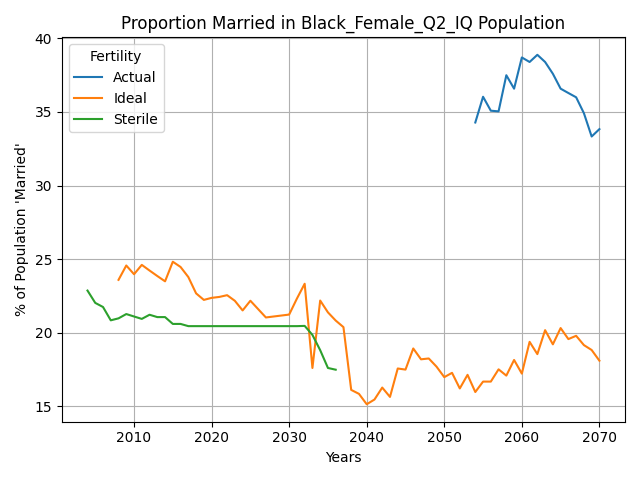 Proportion Married in Black_Female_Q2_IQ Population
Fertility
Actual
Ideal
Sterile
% of Population 'Married'
40
35
30
25
20
15
2010 2020 2030 2040 2050 2060 2070
Years